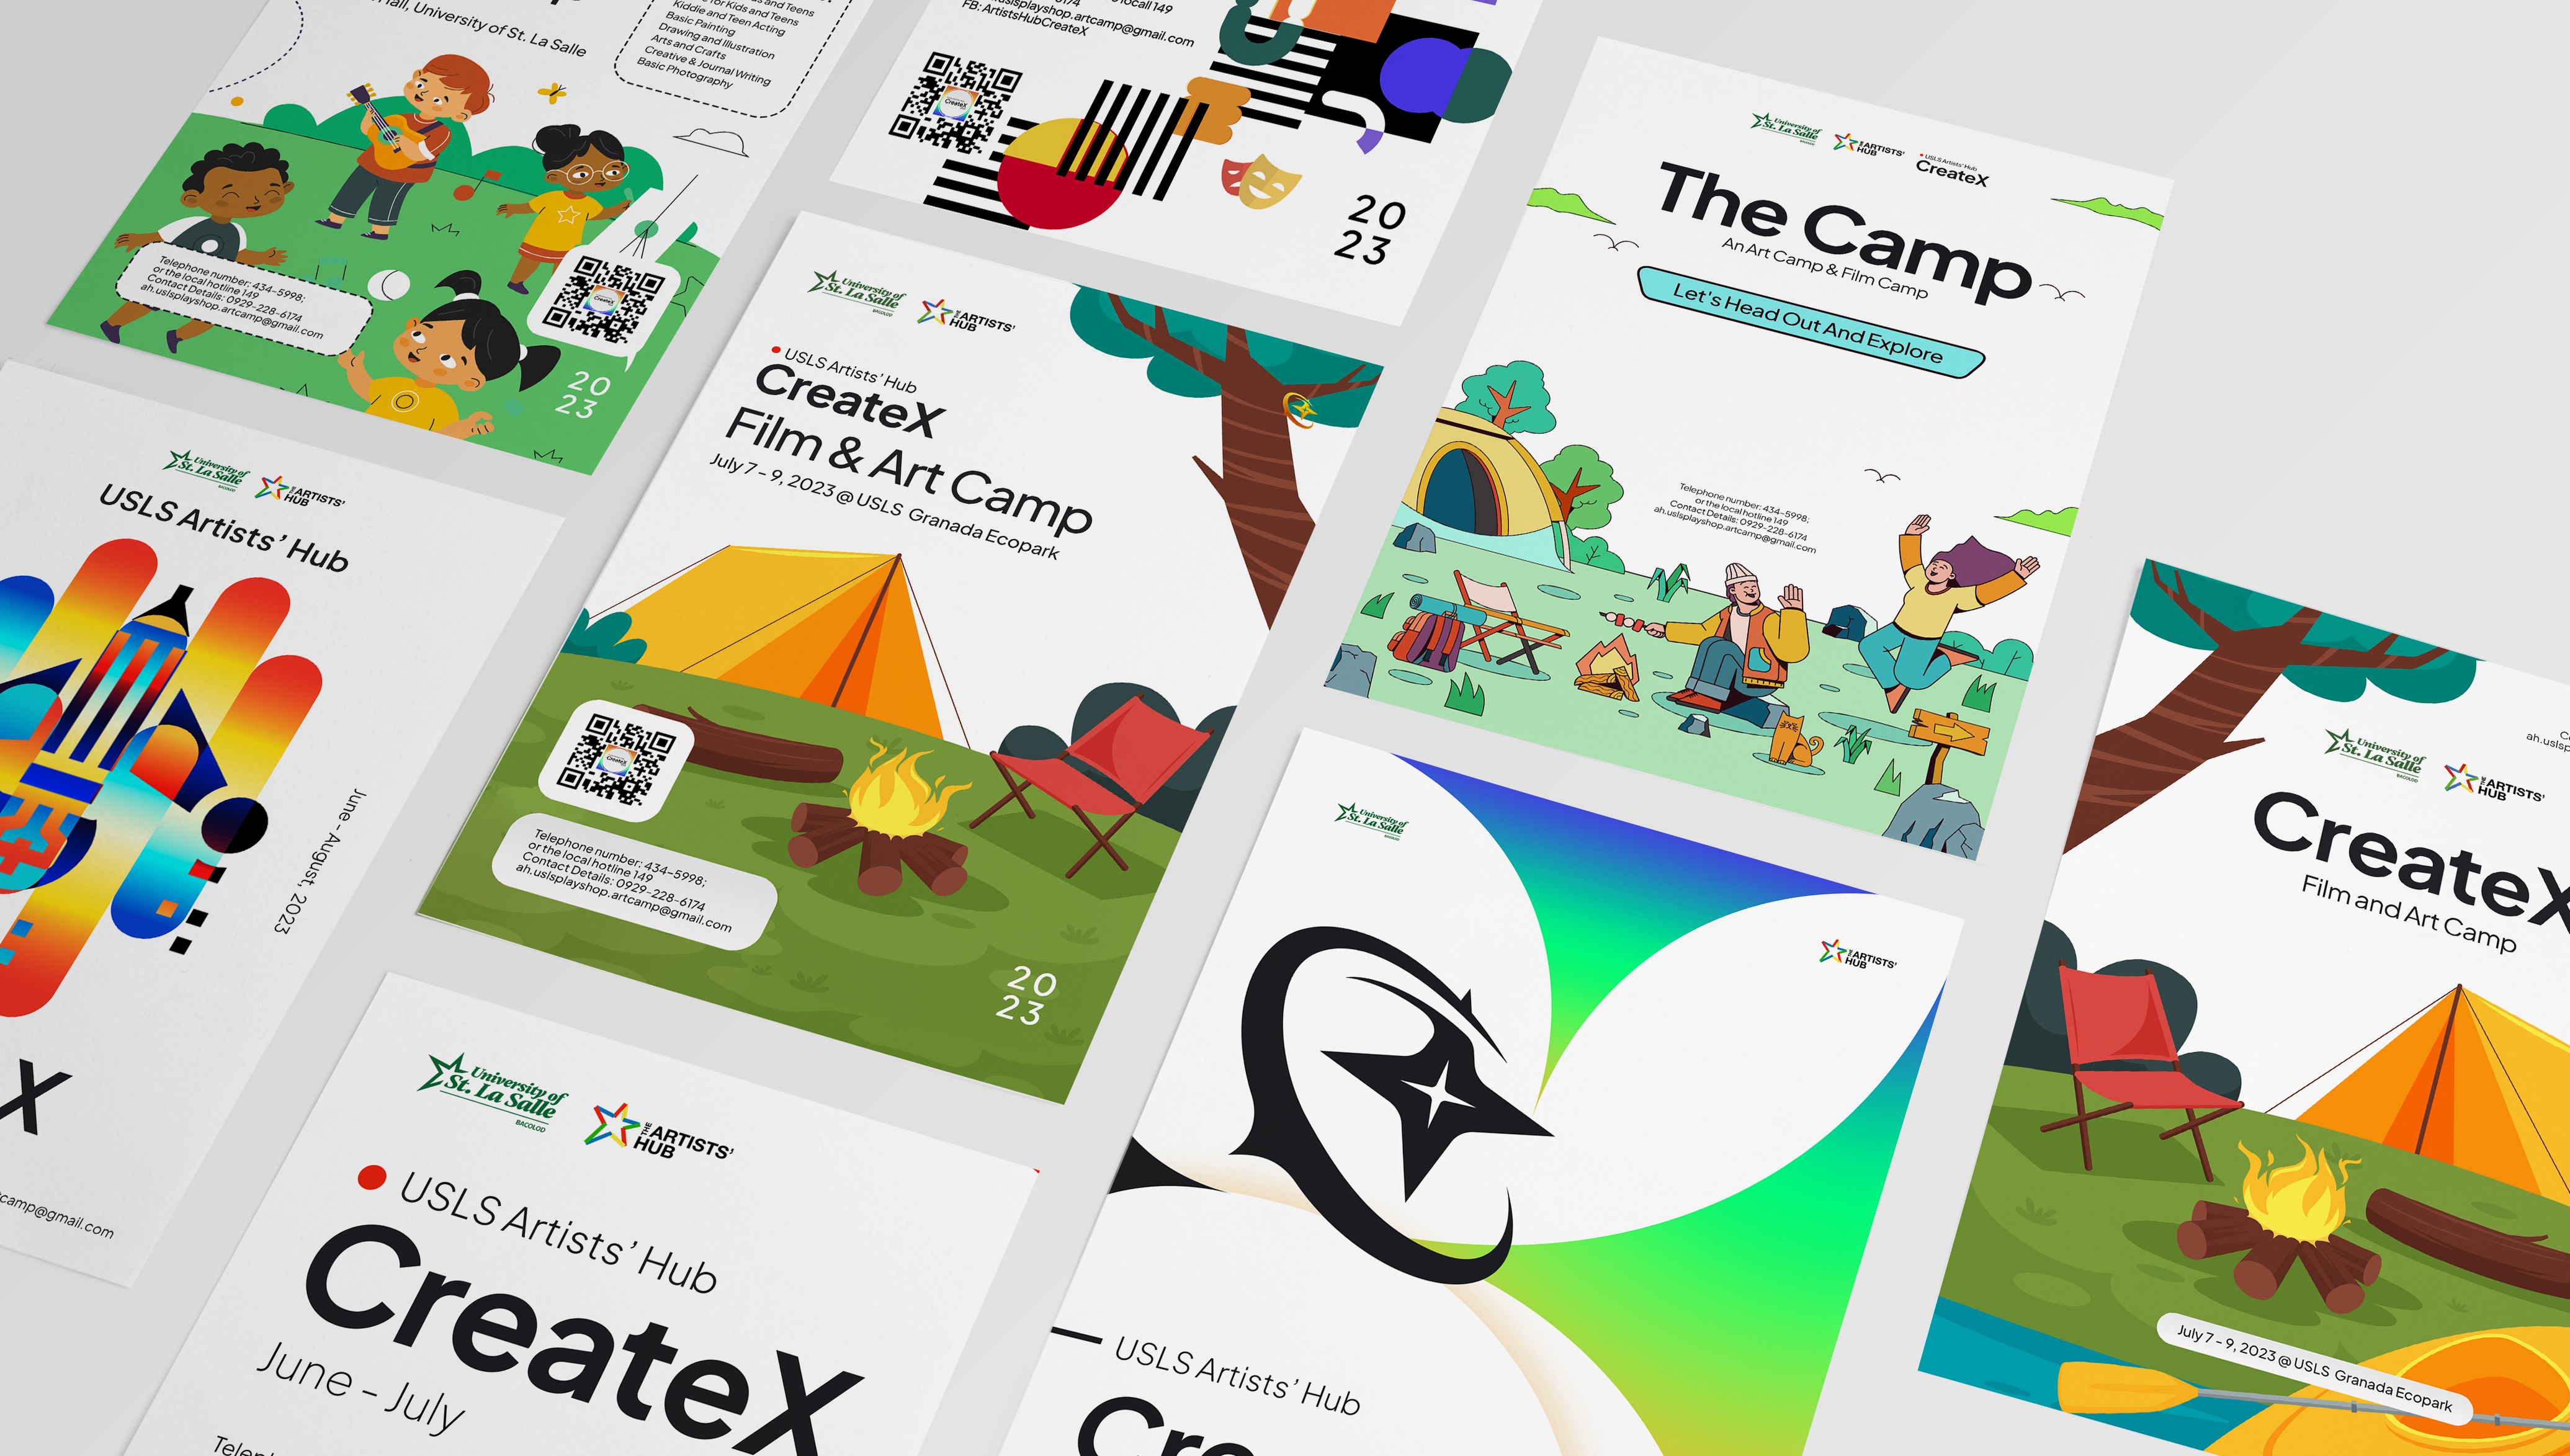 Hall, University of St. La Salle
for Kids and Teens
Kiddie and Teen Acting
Basic Painting
Drawing and Illustration
Arts and Crafts
Creative & Journal Writing
Basic Photography
Telephone number: 434-5998;
or the local hotline 149
Contact Details: 0929-228-6174
ah.uslsplayshop.artcamp@gmail.com
CreateX
20
23
149
uslsplayshop.artcamp@gmail.com
FB: ArtistsHubCreateX
CreateX
20
23
University of
St. La Salle
THE ARTISTS'
HUB
USLS Artists' Hub
CreateX
The Camp
An Art Camp & Film Camp
Let's Head Out And Explore
Telephone number: 434-5998;
or the local hotline 149
Contact Details: 0929-228-6174
ah.uslsplayshop.artcamp@gmail.com
University of
St. La Salle
BACOLOD
THE ARTISTS'
HUB
USLS Artists' Hub
June - August, 2023
X
camp@gmail.com
University of
St. La Salle
BACOLOD
THE ARTISTS'
HUB
USLS Artists' Hub
CreateX
Film & Art Camp
July 7 - 9, 2023 @ USLS Granada Ecopark
CreateX
Telephone number: 434-5998;
or the local hotline 149
Contact Details: 0929-228-6174
ah.uslsplayshop.artcamp@gmail.com
20
23
University of
St. La Salle
BACOLOD
THE ARTISTS'
HUB
USLS Artists' Hub
CreateX
June - July
University of
St. La Salle
THE ARTISTS'
HUB
USLS Artists' Hub
Cre
ah.usls
University of
St. La Salle
BACOLOD
THE ARTISTS'
HUB
CreateX
Film and Art Camp
July 7 - 9, 2023 @ USLS Granada Ecopark